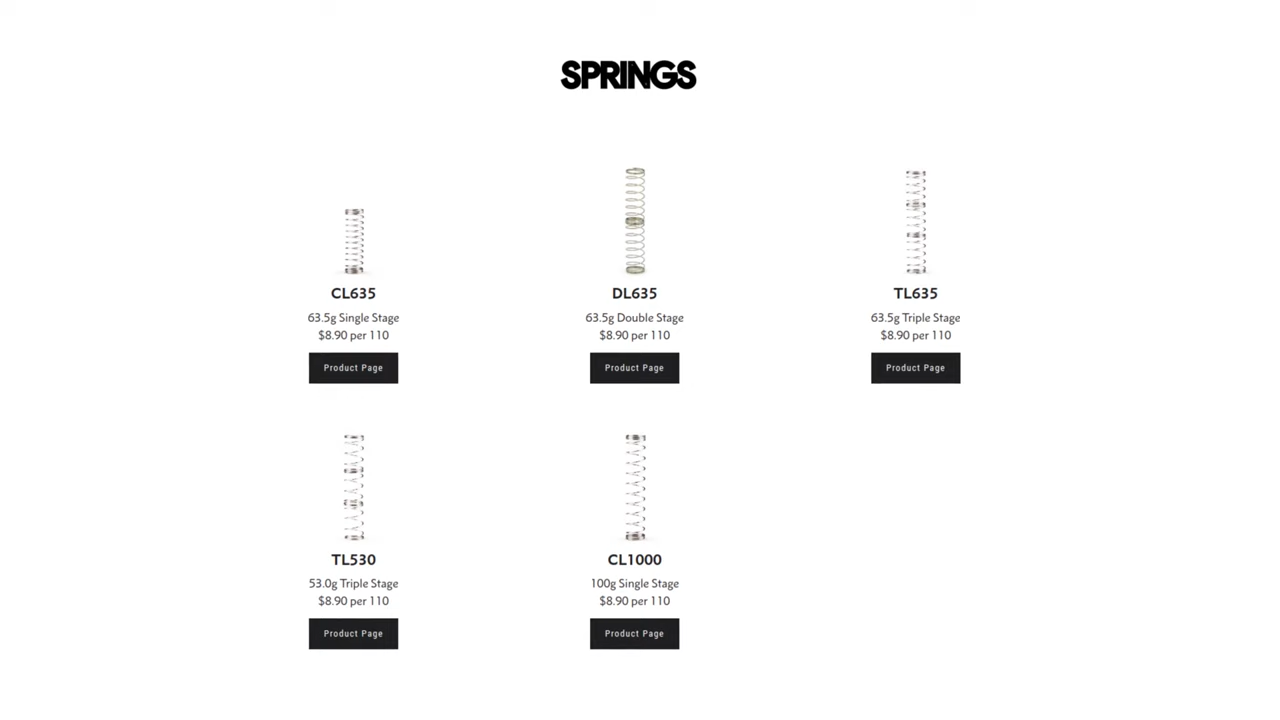 SPRINGS
CL635
63.5g Single Stage
$8.90 per 110
Product Page
DL635
63.5g Double Stage
$8.90 per 110
Product Page
TL635
63.5g Triple Stage
$8.90 per 110
Product Page
TL530
53.0g Triple Stage
$8.90 per 110
Product Page
CL1000
100g Single Stage
$8.90 per 110
Product Page